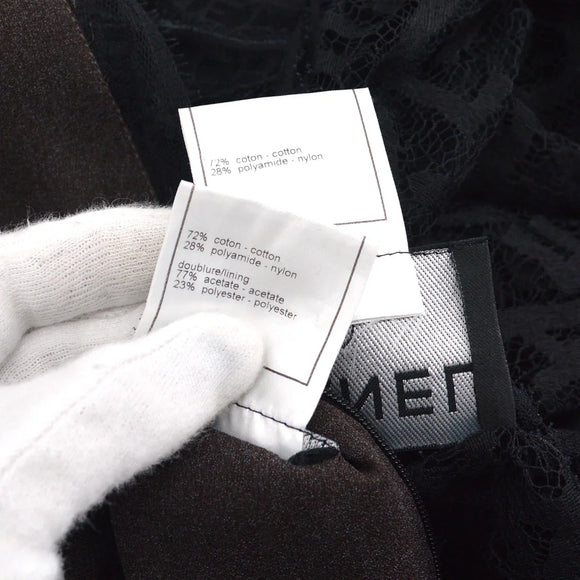 72% coton - cotton
28% polyamide - nylon
72% coton - cotton
28% polyamide - nylon
doublure/lining
77% acetate - acetate
23% polyester - polyester
NEL